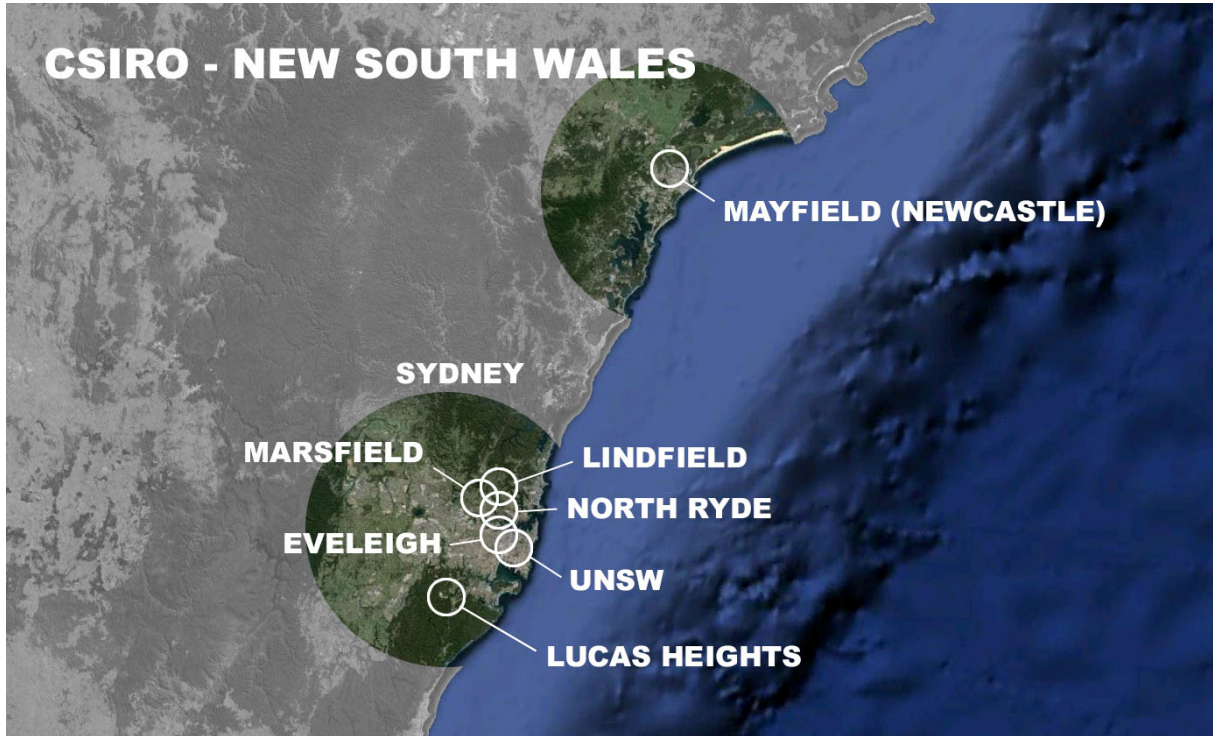 CSIRO - NEW SOUTH WALES
MAYFIELD (NEWCASTLE)
SYDNEY
MARSFIELD
LINDFIELD
NORTH RYDE
EVELEIGH
UNSW
LUCAS HEIGHTS